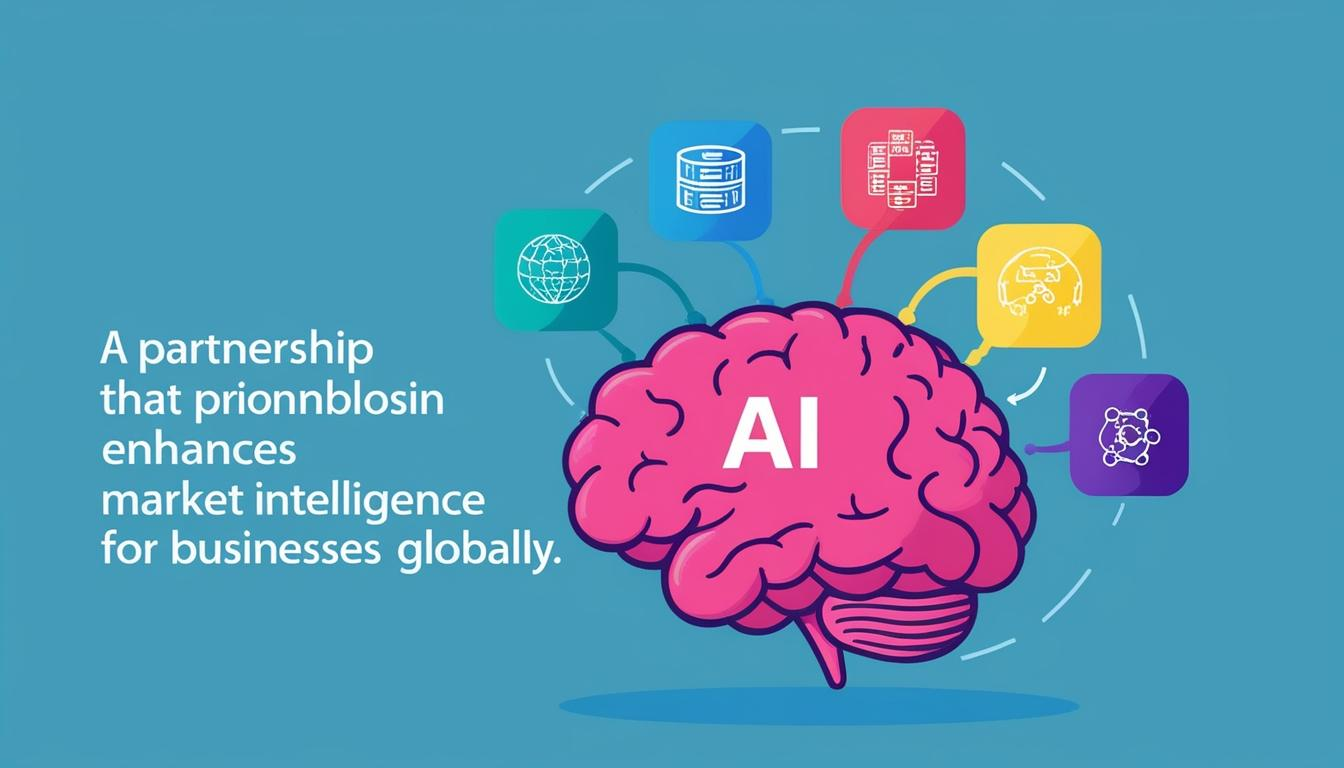 A partnership
that prionnblosin
enhances
market intelligence
for businesses globally.
AI